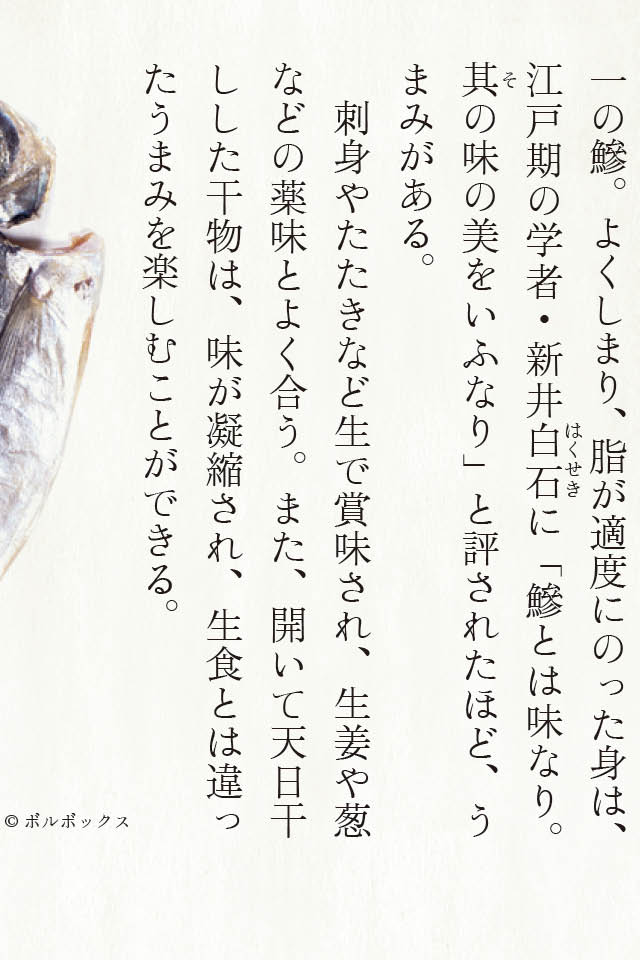 一の鯵。よくしまり、脂が適度にのった身は、
江戸期の学者・新井白石に「鯵とは味なり。
はくせき
其の味の美をいふなり」と評されたほど、う
そ
まみがある。
刺身やたたきなど生で賞味され、生姜や葱
などの薬味とよく合う。また、開いて天日干
しした干物は、味が凝縮され、生食とは違っ
たうまみを楽しむことができる。
© ボルボックス